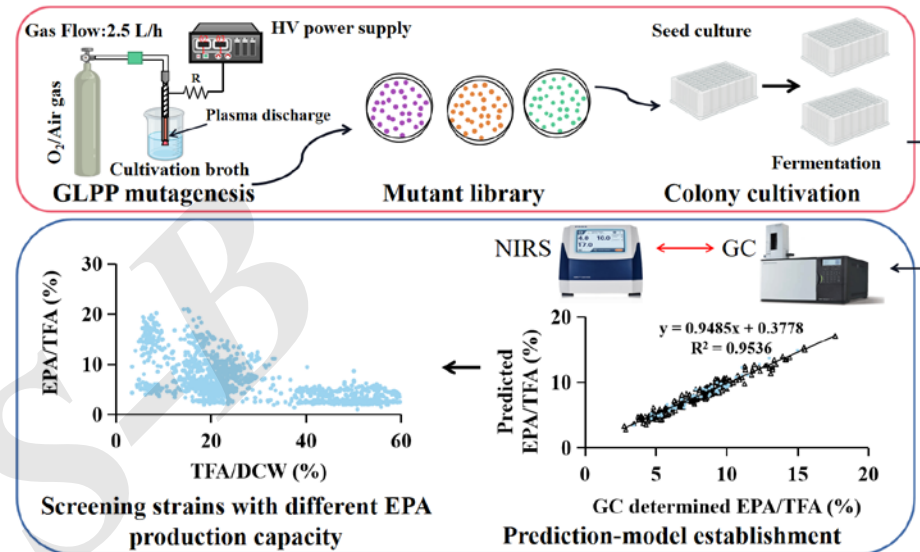 Gas Flow:2.5 L/h
HV power supply
R
O₂/Air gas
Plasma discharge
Cultivation broth
GLPP mutagenesis
Mutant library
Seed culture
Fermentation
Colony cultivation
NIRS
GC
EPA/TFA (%)
30
20
10
0
0
20
40
60
TFA/DCW (%)
Screening strains with different EPA
production capacity
y = 0.9485x + 0.3778
R² = 0.9536
Predicted
EPA/TFA (%)
20
10
0
0
5
10
15
20
GC determined EPA/TFA (%)
Prediction-model establishment
S-B